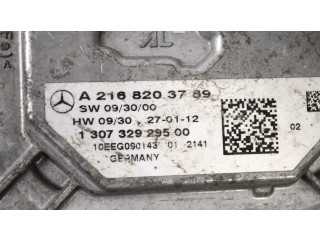 A 216 820 37 89
SW 09/30/00
HW 09/30 27-01-12
1 307 329 295 00
02
10EEG090143 01 2141
GERMANY